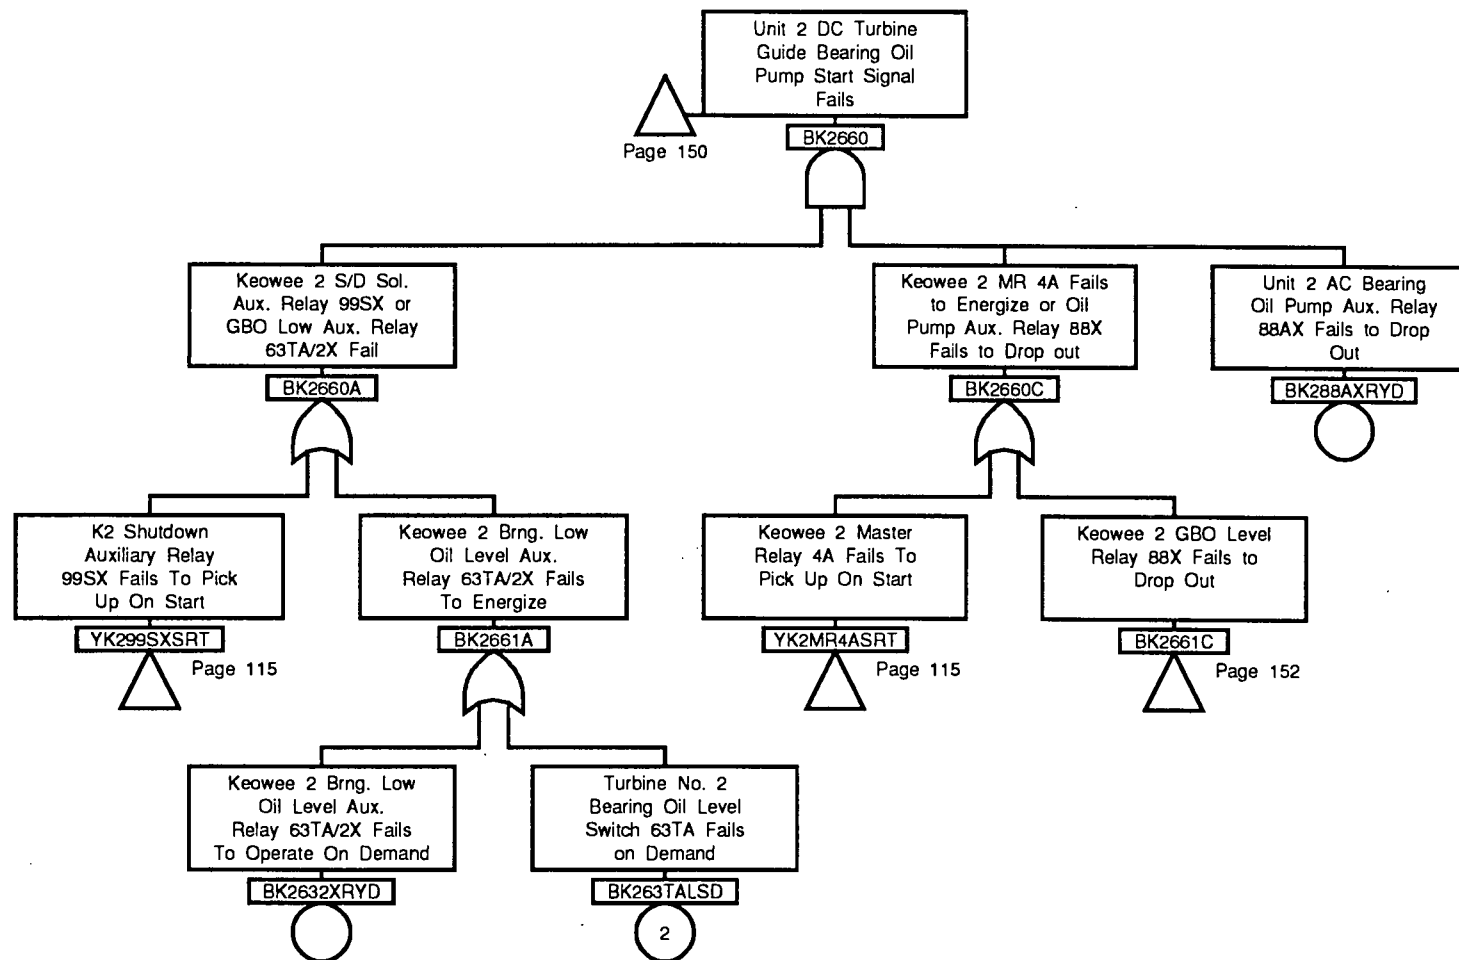 Unit 2 DC Turbine
Guide Bearing Oil
Pump Start Signal
Fails
Page 150
BK2660
Keowee 2 S/D Sol.
Aux. Relay 99SX or
GBO Low Aux. Relay
63TA/2X Fail
BK2660A
Keowee 2 MR 4A Fails
to Energize or Oil
Pump Aux. Relay 88X
Fails to Drop out
BK2660C
Unit 2 AC Bearing
Oil Pump Aux. Relay
88AX Fails to Drop
Out
BK288AXRYD
K2 Shutdown
Auxiliary Relay
99SX Fails To Pick
Up On Start
YK299SXSRT
Page 115
Keowee 2 Brng. Low
Oil Level Aux.
Relay 63TA/2X Fails
To Energize
BK2661A
Keowee 2 Master
Relay 4A Fails To
Pick Up On Start
YK2MR4ASRT
Page 115
Keowee 2 GBO Level
Relay 88X Fails to
Drop Out
BK2661C
Page 152
Keowee 2 Brng. Low
Oil Level Aux.
Relay 63TA/2X Fails
To Operate On Demand
BK2632XRYD
Turbine No. 2
Bearing Oil Level
Switch 63TA Fails
on Demand
BK263TALSD
2